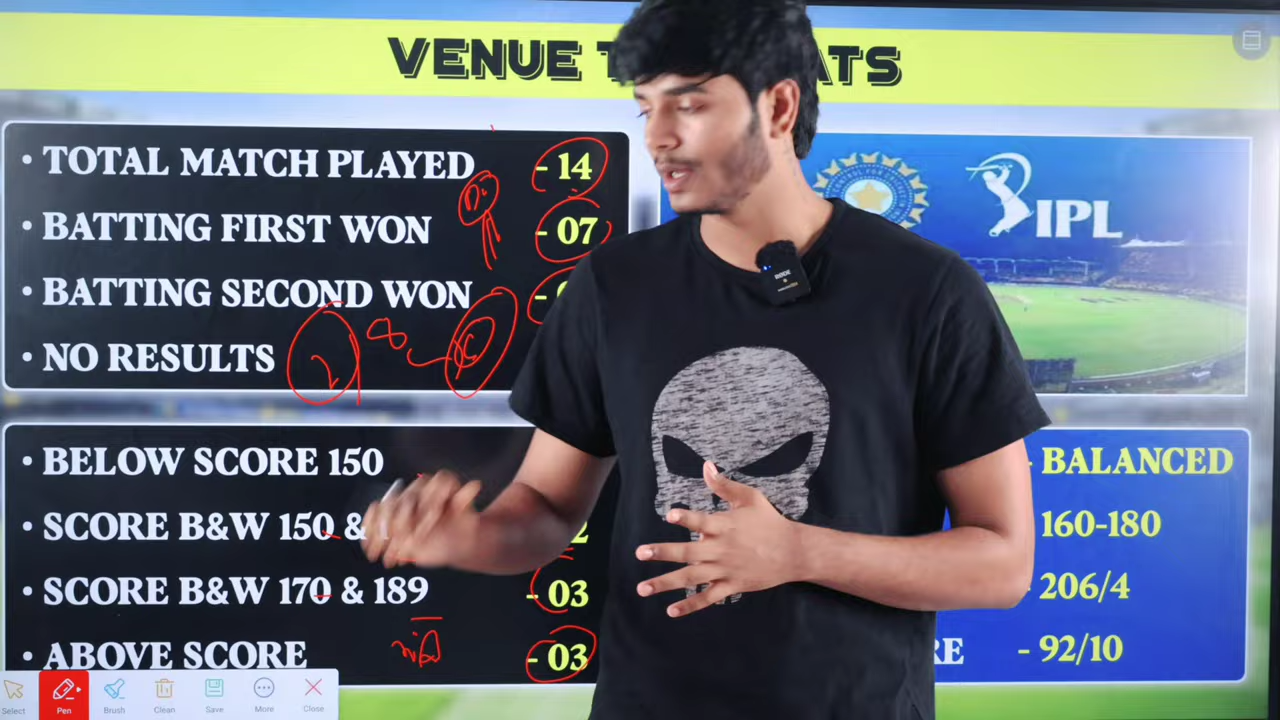 VENUE T ATS
• TOTAL MATCH PLAYED - 14
• BATTING FIRST WON - 07
• BATTING SECOND WON -
• NO RESULTS
2
8
• BELOW SCORE 150
• SCORE B&W 150 &
• SCORE B&W 170 & 189 - 03
• ABOVE SCORE - 03
IPL
- BALANCED
160-180
206/4
- 92/10
Select
Pen
Brush
Clean
Save
More
Close